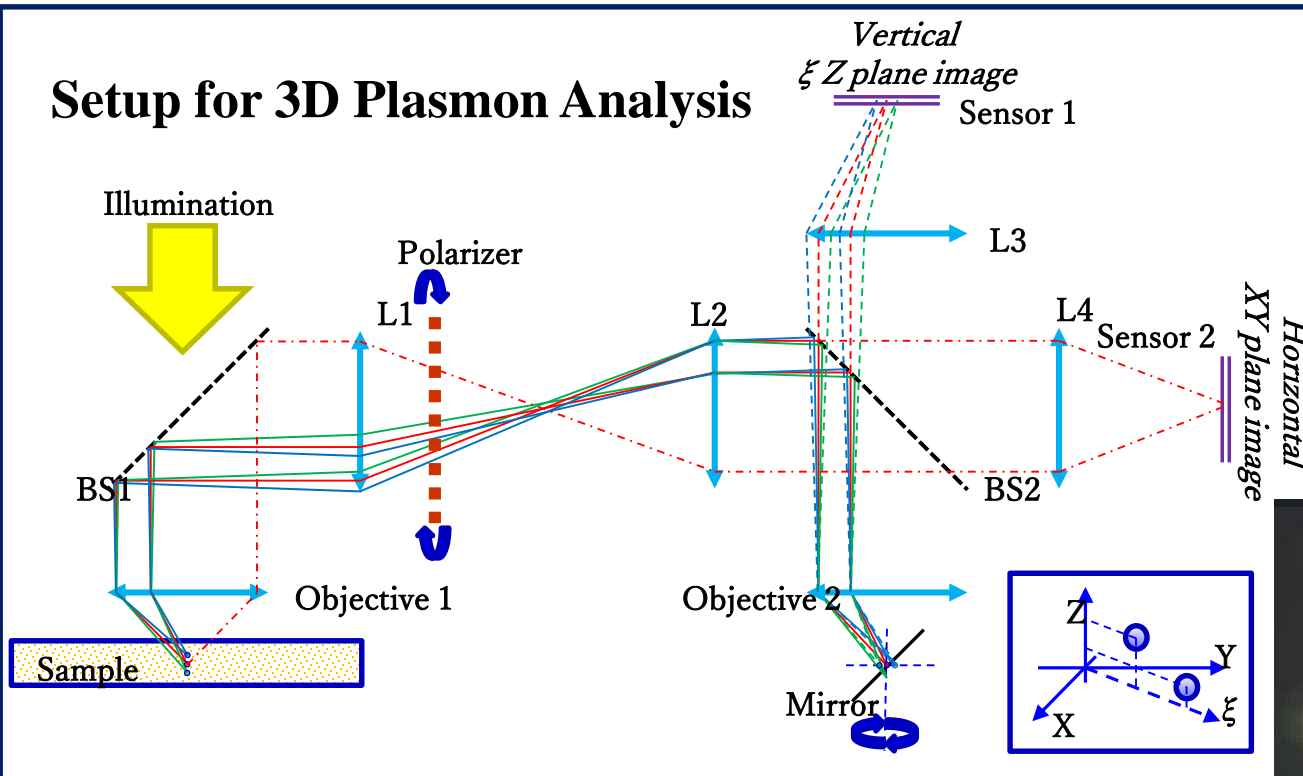 Vertical
ξ Z plane image
Sensor 1
Setup for 3D Plasmon Analysis
Illumination
Polarizer
L3
L1
L2
L4
Sensor 2
Horizontal
XY plane image
BS1
BS2
Objective 1
Objective 2
Sample
Mirror
Z
Y
X
ξ